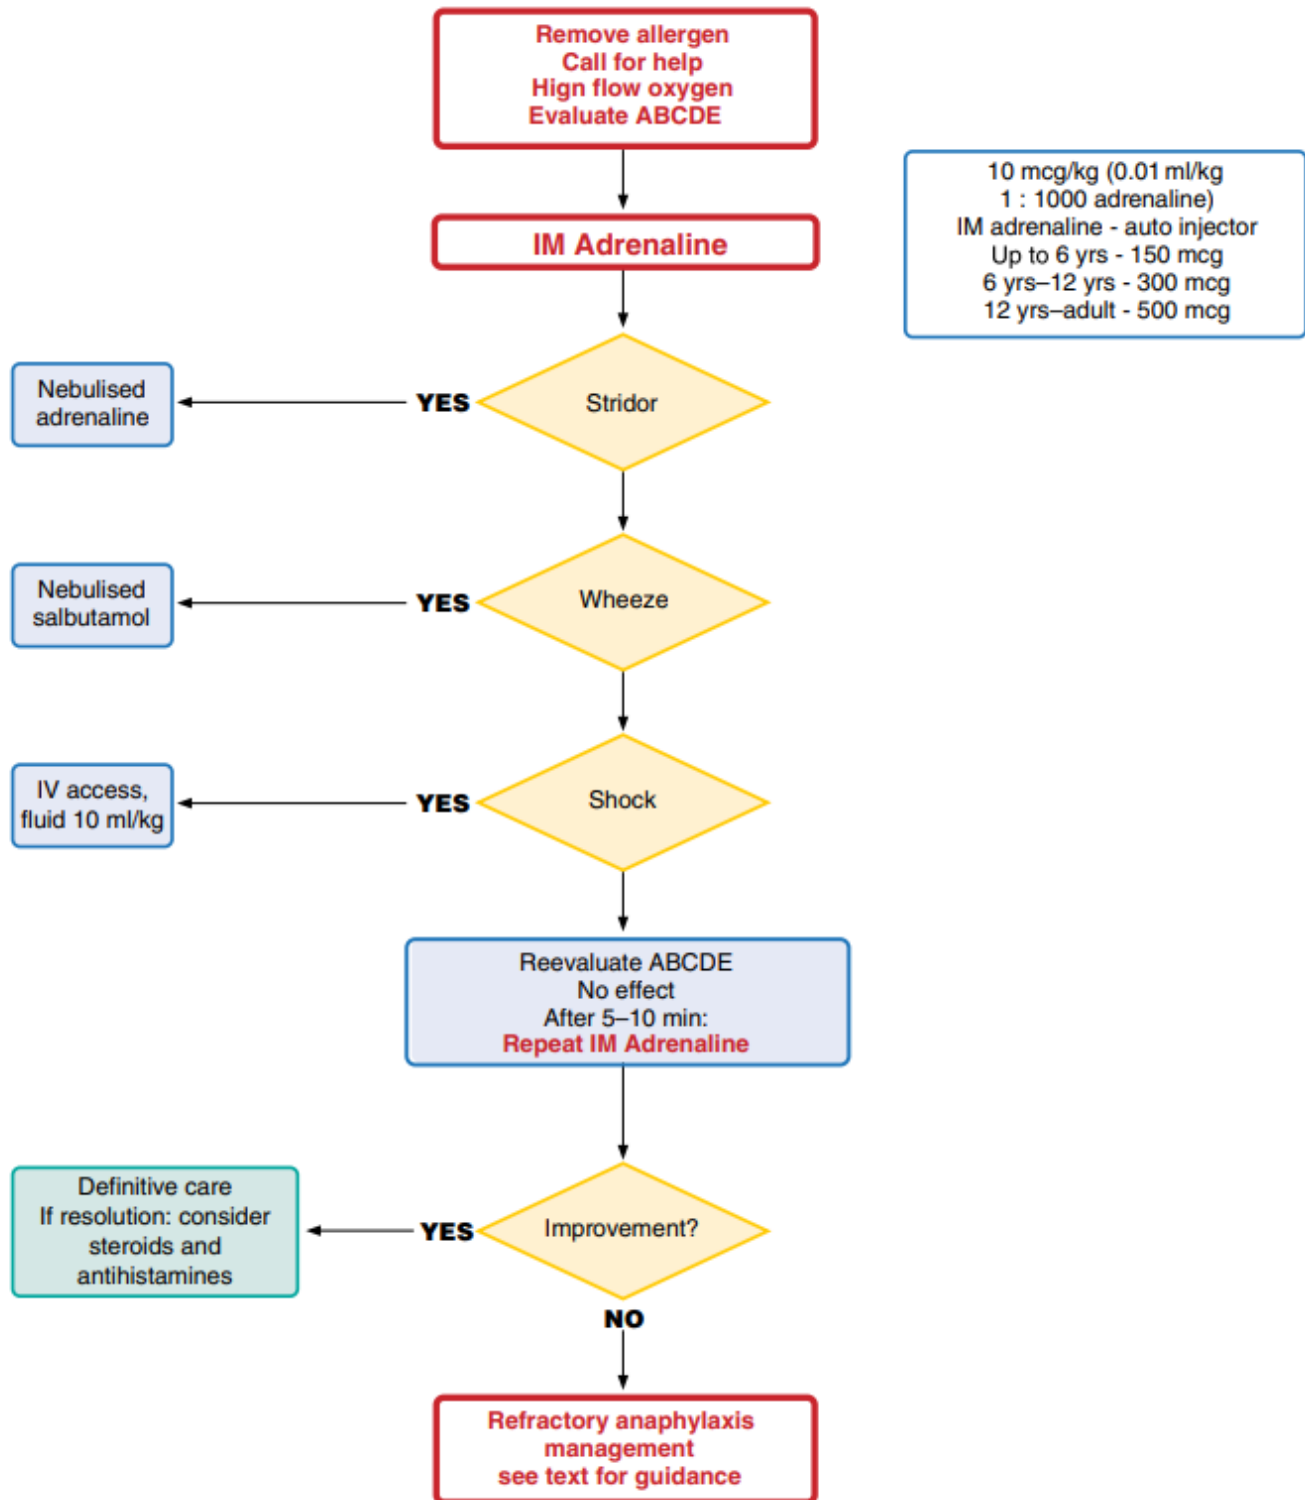 Remove allergen
Call for help
Hign flow oxygen
Evaluate ABCDE
10 mcg/kg (0.01 ml/kg
1 : 1000 adrenaline)
IM adrenaline - auto injector
Up to 6 yrs - 150 mcg
6 yrs–12 yrs - 300 mcg
12 yrs–adult - 500 mcg
IM Adrenaline
Nebulised
adrenaline
YES
Stridor
Nebulised
salbutamol
YES
Wheeze
IV access,
fluid 10 ml/kg
YES
Shock
Reevaluate ABCDE
No effect
After 5–10 min:
Repeat IM Adrenaline
Definitive care
If resolution: consider
steroids and
antihistamines
YES
Improvement?
NO
Refractory anaphylaxis
management
see text for guidance